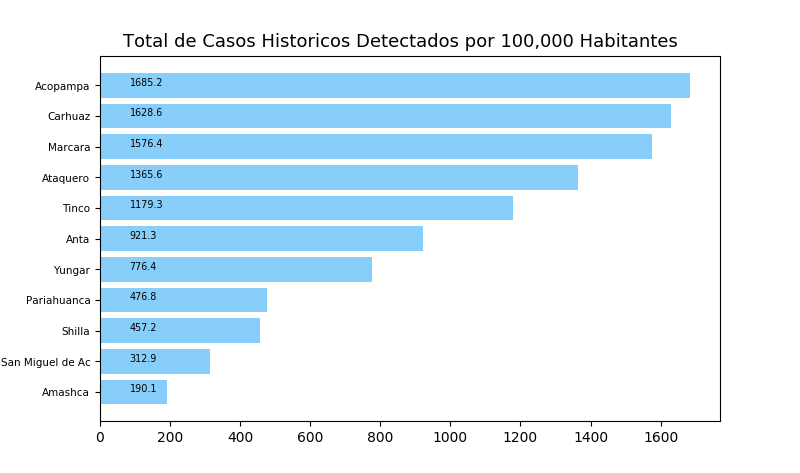 Total de Casos Historicos Detectados por 100,000 Habitantes
Acopampa 1685.2
Carhuaz 1628.6
Marcara 1576.4
Ataquero 1365.6
Tinco 1179.3
Anta 921.3
Yungar 776.4
Pariahuanca 476.8
Shilla 457.2
San Miguel de Ac 312.9
Amashca 190.1
0 200 400 600 800 1000 1200 1400 1600